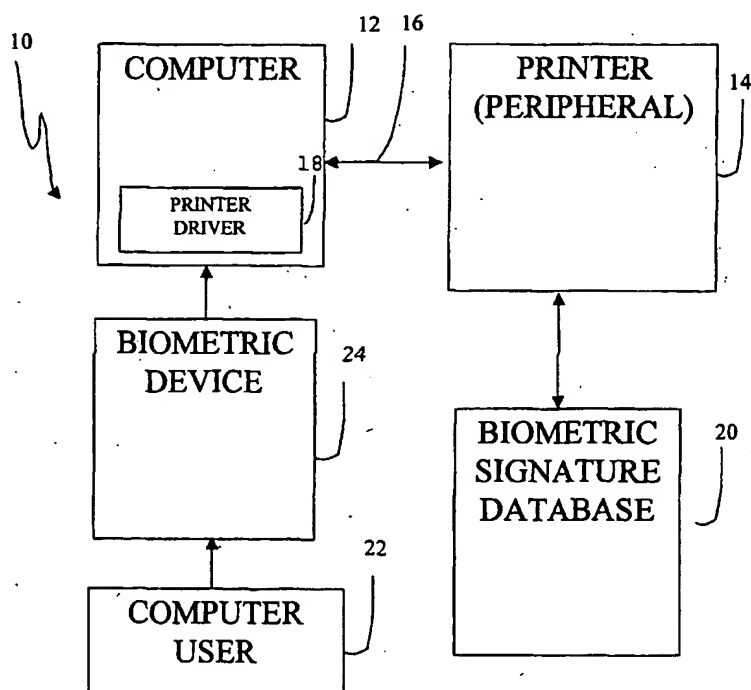 10
COMPUTER
12
16
PRINTER
(PERIPHERAL)
14
18
PRINTER
DRIVER
BIOMETRIC
DEVICE
24
BIOMETRIC
SIGNATURE
DATABASE
20
COMPUTER
USER
22